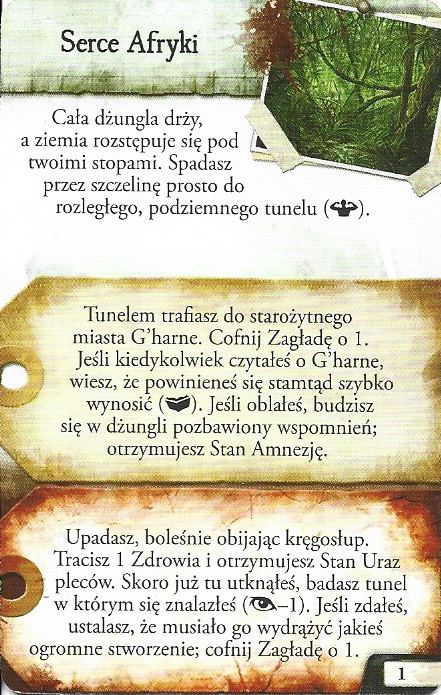 Serce Afryki
Cała dżungla drży,
a ziemia rozstępuje się pod
twoimi stopami. Spadasz
przez szczelinę prosto do
rozległego, podziemnego tunelu ( ).
Tunelem trafiasz do starożytnego
miasta G'harne. Cofnij Zagładę o 1.
Jeśli kiedykolwiek czytałeś o G'harne,
wiesz, że powinieneś się stamtąd szybko
wynosić ( ). Jeśli oblałeś, budzisz
się w dżungli pozbawiony wspomnień;
otrzymujesz Stan Amnezję.
Upadasz, boleśnie obijając kręgosłup.
Tracisz 1 Zdrowia i otrzymujesz Stan Uraz
pleców. Skoro już tu utknąłeś, badasz tunel
w którym się znalazłeś ( –1). Jeśli zdałeś,
ustalasz, że musiało go wydrążyć jakieś
ogromne stworzenie; cofnij Zagładę o 1.
1